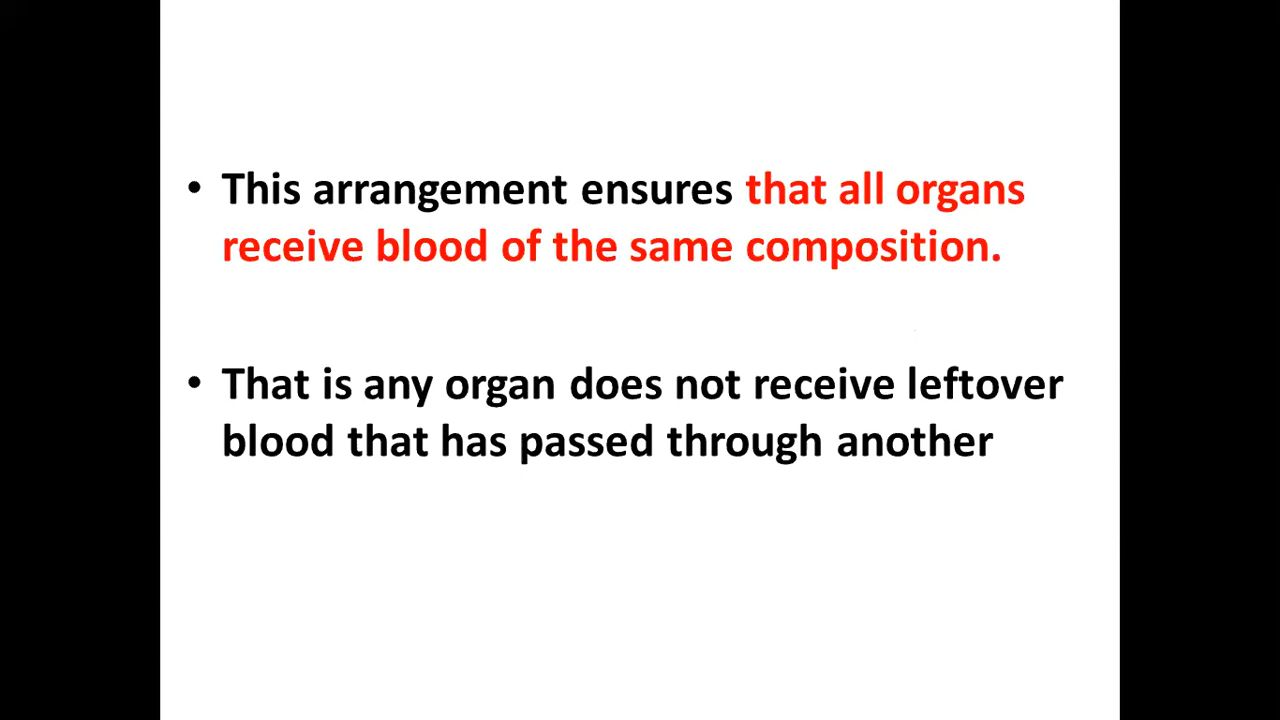 • This arrangement ensures that all organs
receive blood of the same composition.
• That is any organ does not receive leftover
blood that has passed through another